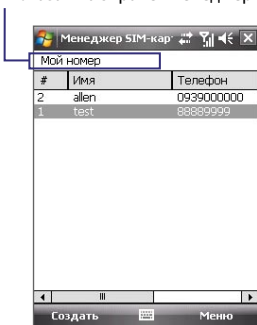 Менеджер SIM-кар
Мой номер
# Имя Телефон
2 allen 0939000000
1 test 88889999
Создать Меню